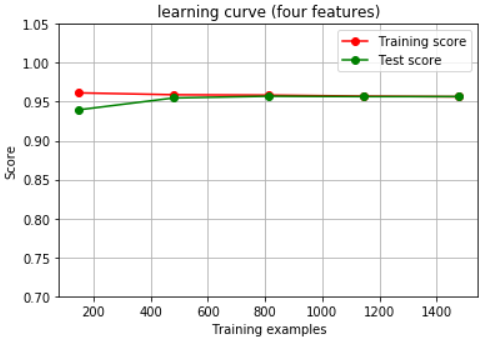 learning curve (four features)
1.05
1.00
0.95
0.90
0.85
0.80
0.75
0.70
Score
Training score
Test score
200 400 600 800 1000 1200 1400
Training examples